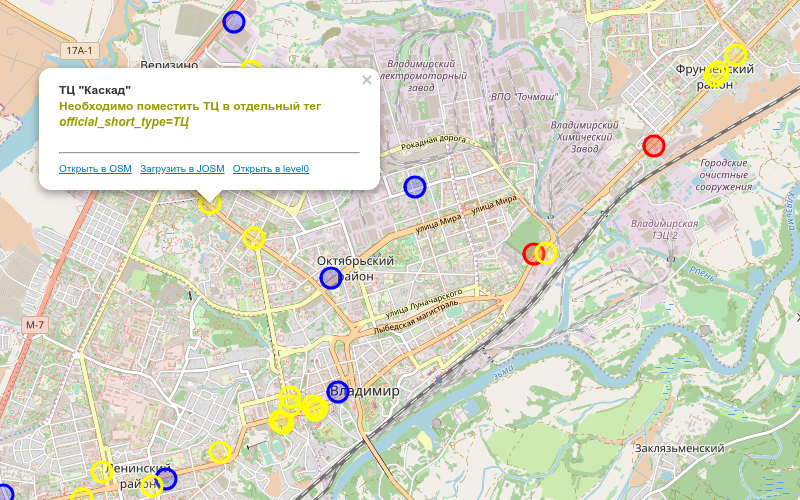 17А-1
Веризино
ТЦ "Каскад"
Необходимо поместить ТЦ в отдельный тег
official_short_type=ТЦ
Открыть в OSM Загрузить в JOSM Открыть в level0
×
Владимирский
электромоторный
завод
ВПО "Точмаш"
Фрунзенский
район
Владимирский
Химический
Завод
Рокадная дорога
Городские
очистные
сооружения
Клязьма
улица Мира
улица Мира
Владимирская
ТЭЦ-2
Октябрьский
район
Рпень
М-7
улица Луначарского
Лыбедская магистраль
Владимир
Заклязьменский
Ленинский
район